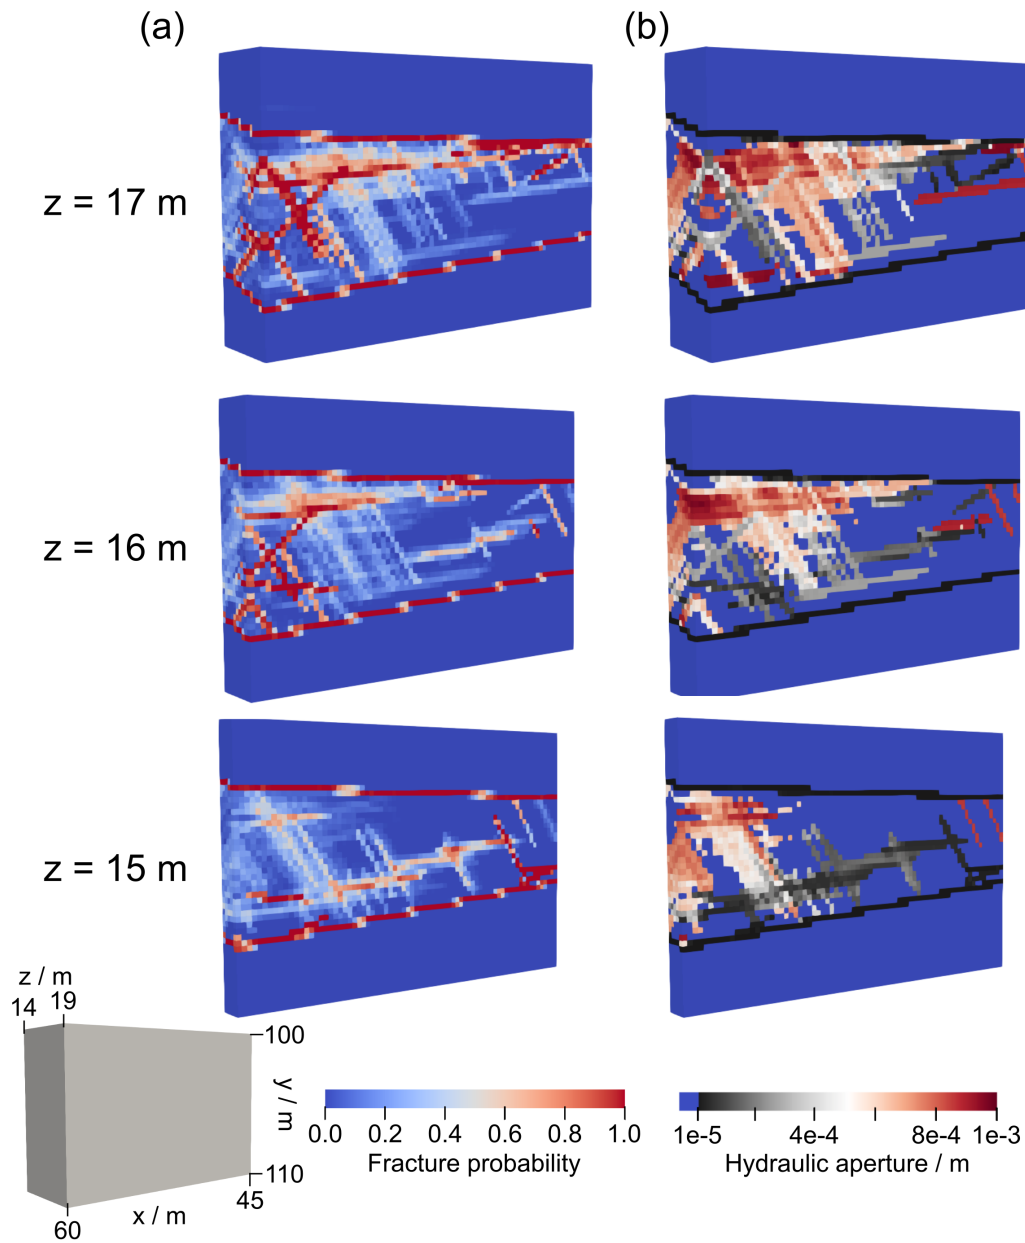 (a)
(b)
z = 17 m
z = 16 m
z = 15 m
z / m
14
19
100
y / m
110
45
x / m
60
0.0
0.2
0.4
0.6
0.8
1.0
Fracture probability
1e-5
4e-4
8e-4
1e-3
Hydraulic aperture / m